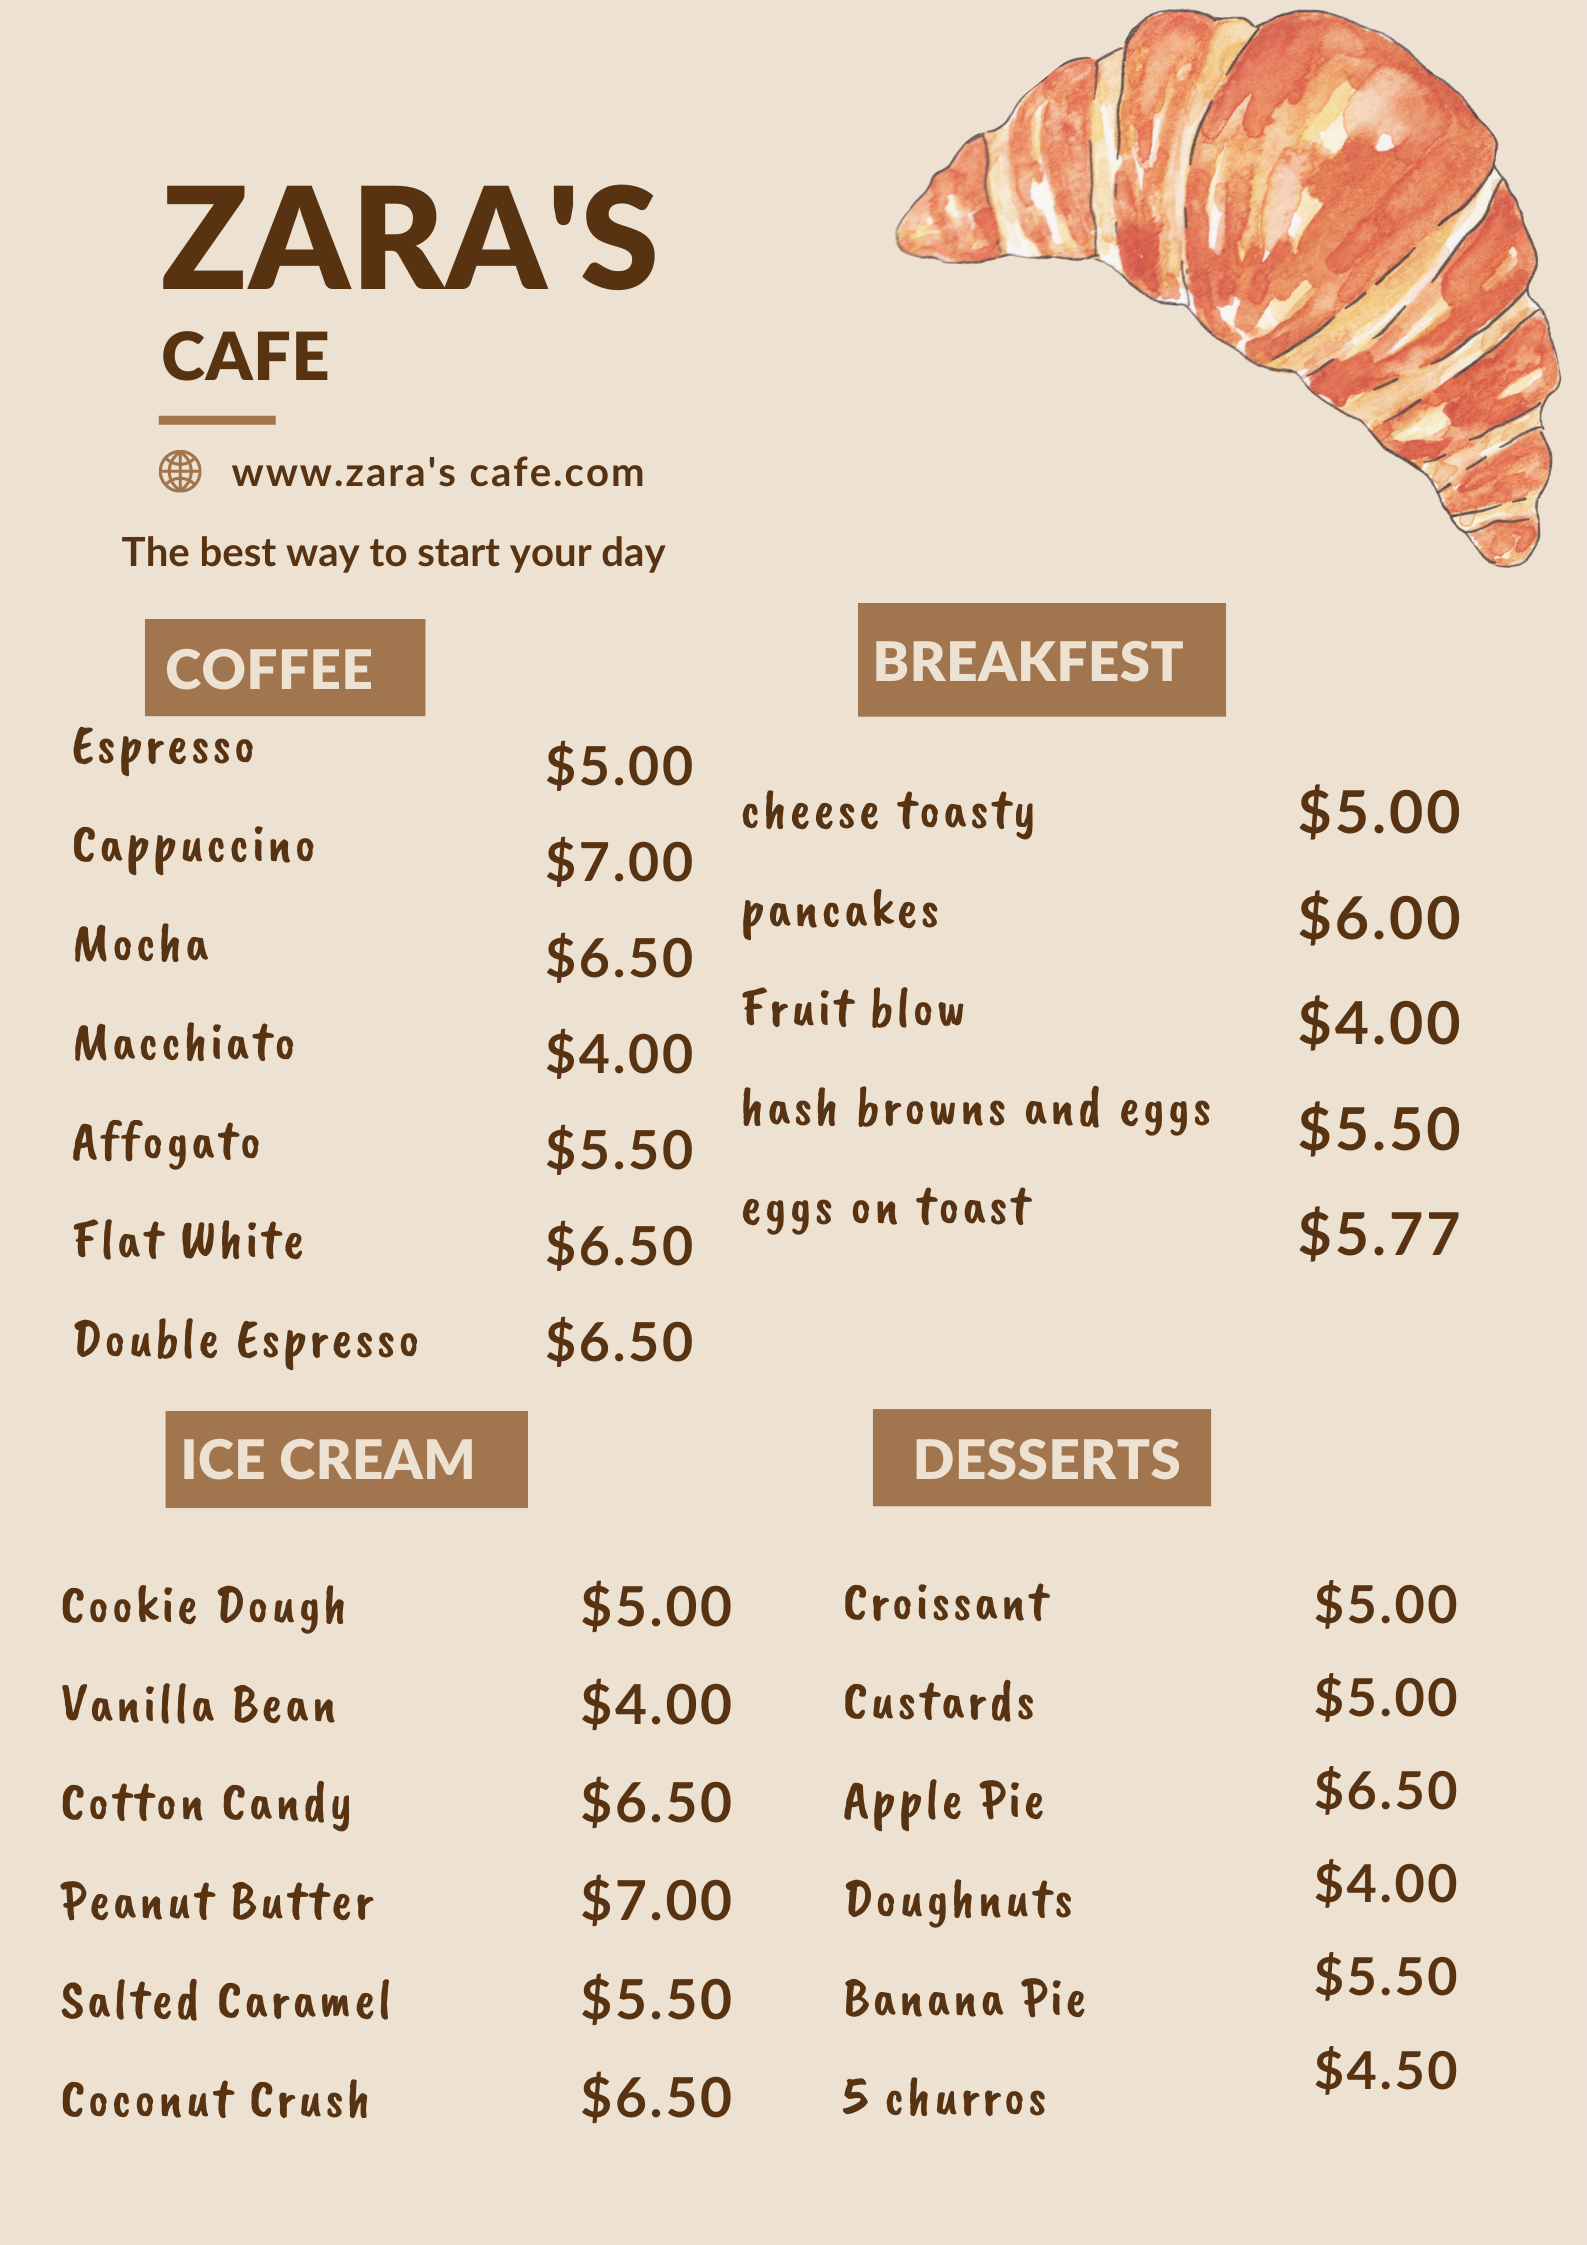 ZARA'S
CAFE
www.zara's cafe.com
The best way to start your day
COFFEE
Espresso $5.00
Cappuccino $7.00
Mocha $6.50
Macchiato $4.00
Affogato $5.50
Flat White $6.50
Double Espresso $6.50
BREAKFEST
cheese toasty $5.00
pancakes $6.00
Fruit blow $4.00
hash browns and eggs $5.50
eggs on toast $5.77
ICE CREAM
Cookie Dough $5.00
Vanilla Bean $4.00
Cotton Candy $6.50
Peanut Butter $7.00
Salted Caramel $5.50
Coconut Crush $6.50
DESSERTS
Croissant $5.00
Custards $5.00
Apple Pie $6.50
Doughnuts $4.00
Banana Pie $5.50
5 churros $4.50